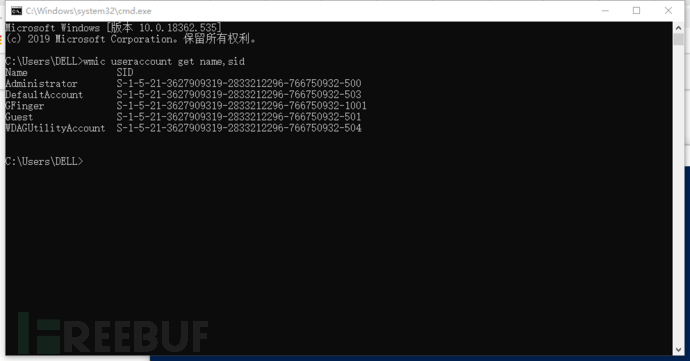 C:\Windows\system32\cmd.exe
Microsoft Windows [版本 10.0.18362.535]
(c) 2019 Microsoft Corporation。保留所有权利。
C:\Users\DELL>wmic useraccount get name,sid
Name SID
Administrator S-1-5-21-3627909319-2833212296-766750932-500
DefaultAccount S-1-5-21-3627909319-2833212296-766750932-503
GFinger S-1-5-21-3627909319-2833212296-766750932-1001
Guest S-1-5-21-3627909319-2833212296-766750932-501
WDAGUtilityAccount S-1-5-21-3627909319-2833212296-766750932-504
C:\Users\DELL>
FREEBUF